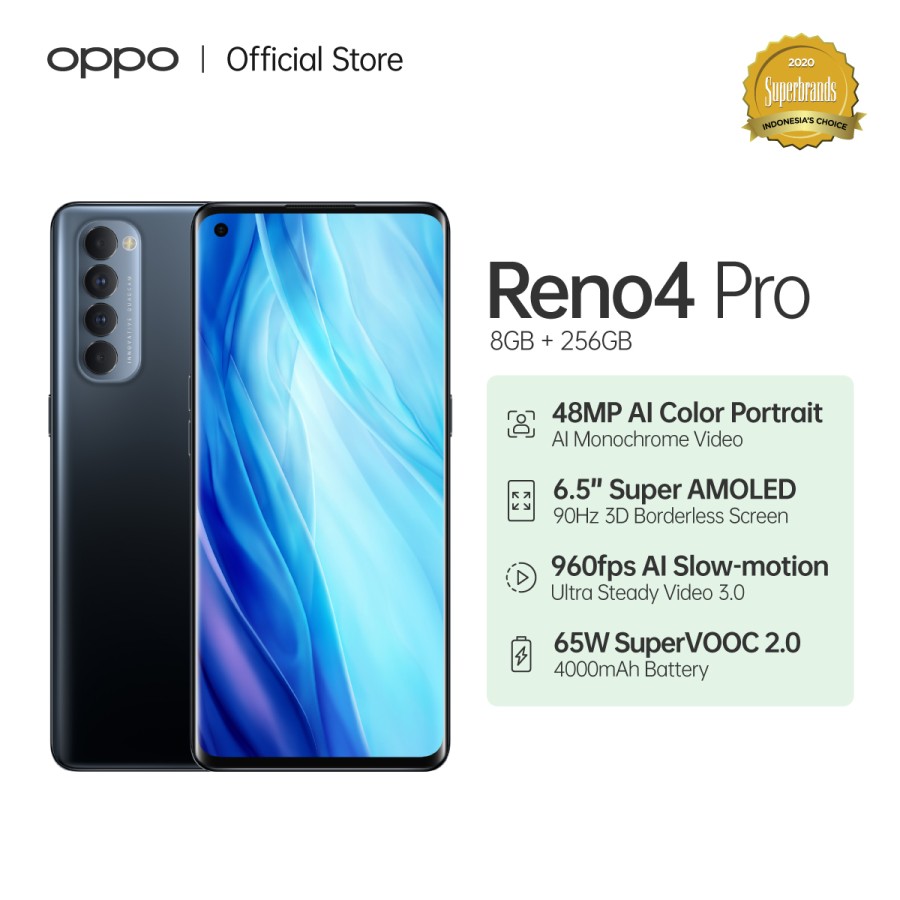 oppo | Official Store
2020
Superbrands
INDONESIA'S CHOICE
INNOVATIVE AURECAM
Reno4 Pro
8GB + 256GB
48MP AI Color Portrait
AI Monochrome Video
6.5" Super AMOLED
90Hz 3D Borderless Screen
960fps AI Slow-motion
Ultra Steady Video 3.0
65W SuperVOOC 2.0
4000mAh Battery